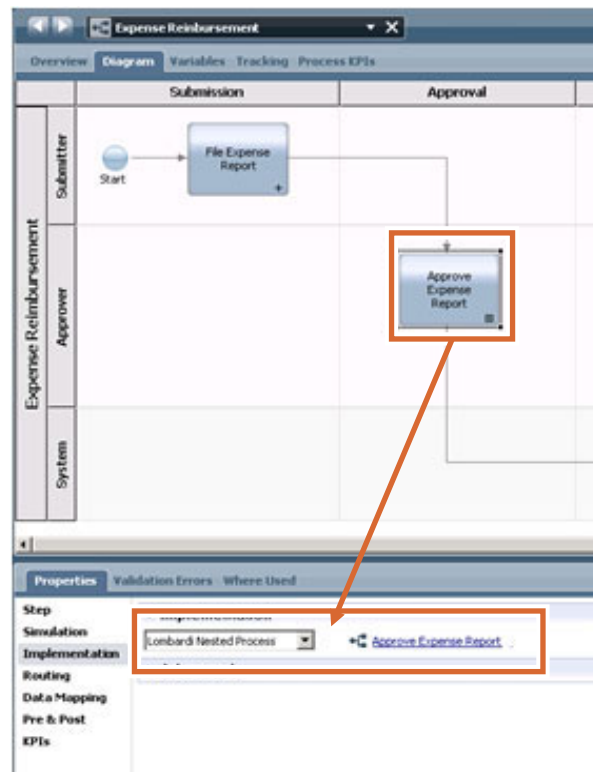 Expense Reimbursement
Overview Diagram Variables Tracking Process KPIs
Submission Approval
Expense Reimbursement
Submitter
Start
File Expense
Report
Approver
Approve
Expense
Report
System
Properties Validation Errors Where Used
Step
Simulation
Implementation
Routing
Data Mapping
Pre & Post
KPIs
Lombardi Nested Process Approve Expense Report